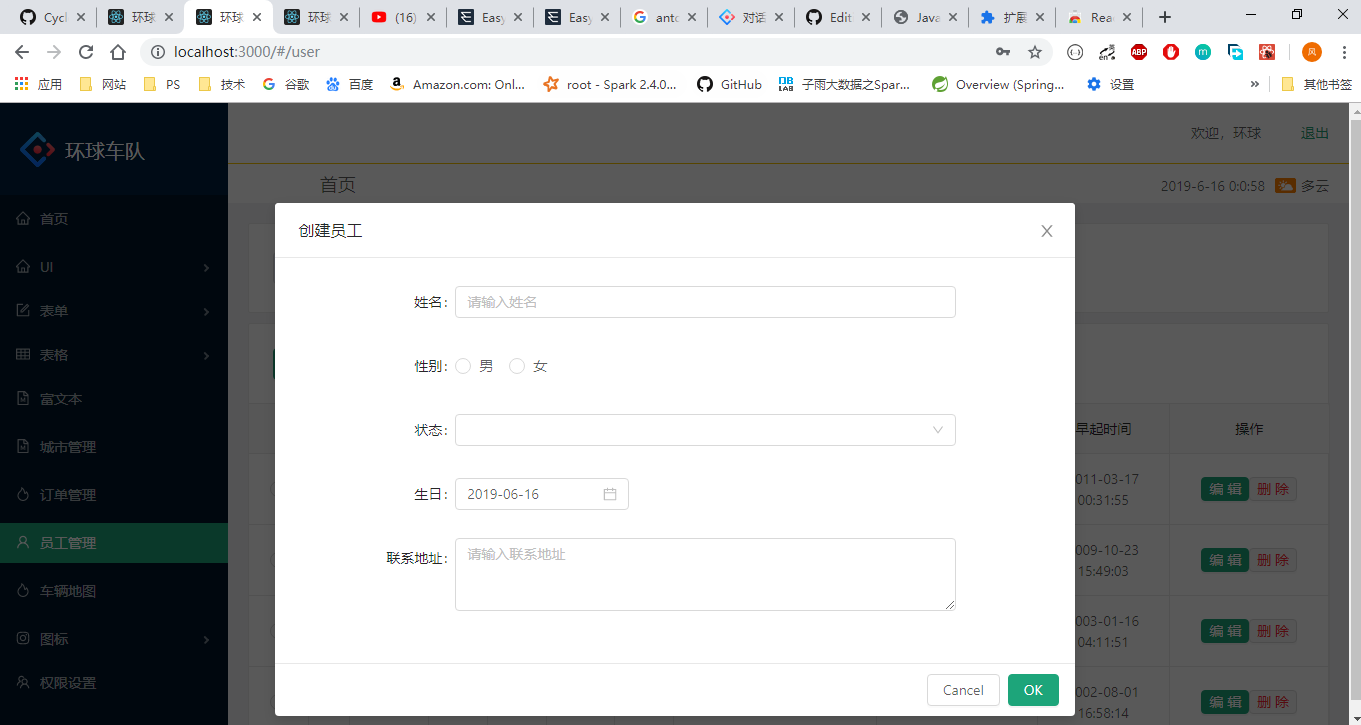 Cycl
环球
环球
环球
(16)
Easy
Easy
antd
对话
Edit
Java
扩展
Rea
localhost:3000/#/user
应用
网站
PS
技术
谷歌
百度
Amazon.com: Onl...
root - Spark 2.4.0...
GitHub
子雨大数据之Spar...
Overview (Spring...
设置
»
其他书签
环球车队
欢迎，环球
退出
首页
2019-6-16 0:0:58
多云
首页
UI
表单
表格
富文本
城市管理
订单管理
员工管理
车辆地图
图标
权限设置
创建员工
姓名:
请输入姓名
性别:
男
女
状态:
生日:
2019-06-16
联系地址:
请输入联系地址
Cancel
OK
早起时间
操作
011-03-17
00:31:55
编 辑
删 除
009-10-23
15:49:03
编 辑
删 除
003-01-16
04:11:51
编 辑
删 除
002-08-01
16:58:14
编 辑
删 除